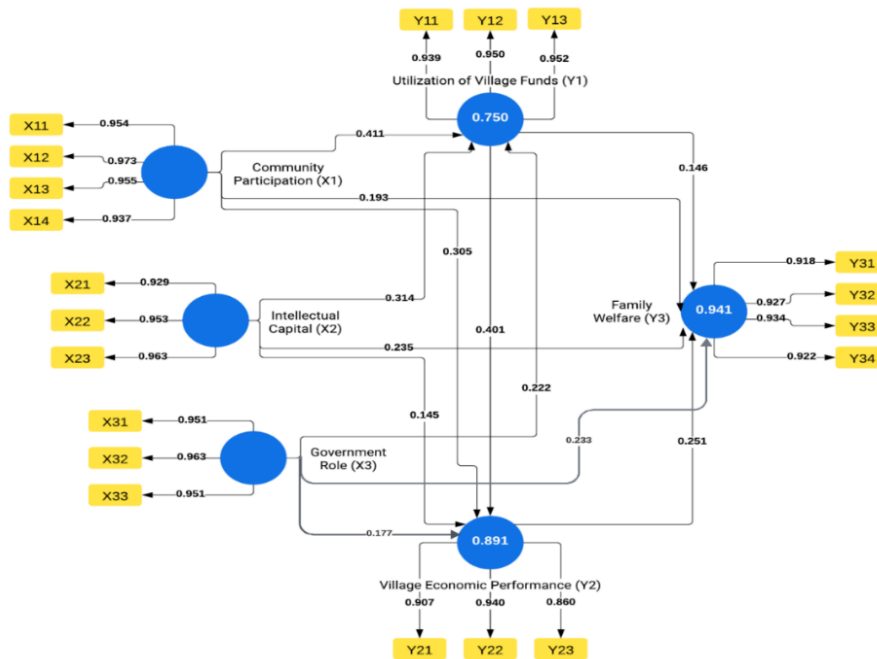 Y11 Y12 Y13
0.939 0.950 0.952
Utilization of Village Funds (Y1)
0.750
X11 0.954
X12 0.973
X13 0.955
X14 0.937
Community
Participation (X1)
0.411
0.193
0.305
0.146
X21 0.929
X22 0.953
X23 0.963
Intellectual
Capital (X2)
0.314
0.235
0.145
0.401
0.222
Family
Welfare (Y3)
0.941
0.918 Y31
0.927 Y32
0.934 Y33
0.922 Y34
X31 0.951
X32 0.963
X33 0.951
Government
Role (X3)
0.233
0.251
0.177
0.891
Village Economic Performance (Y2)
0.907 0.940 0.860
Y21 Y22 Y23